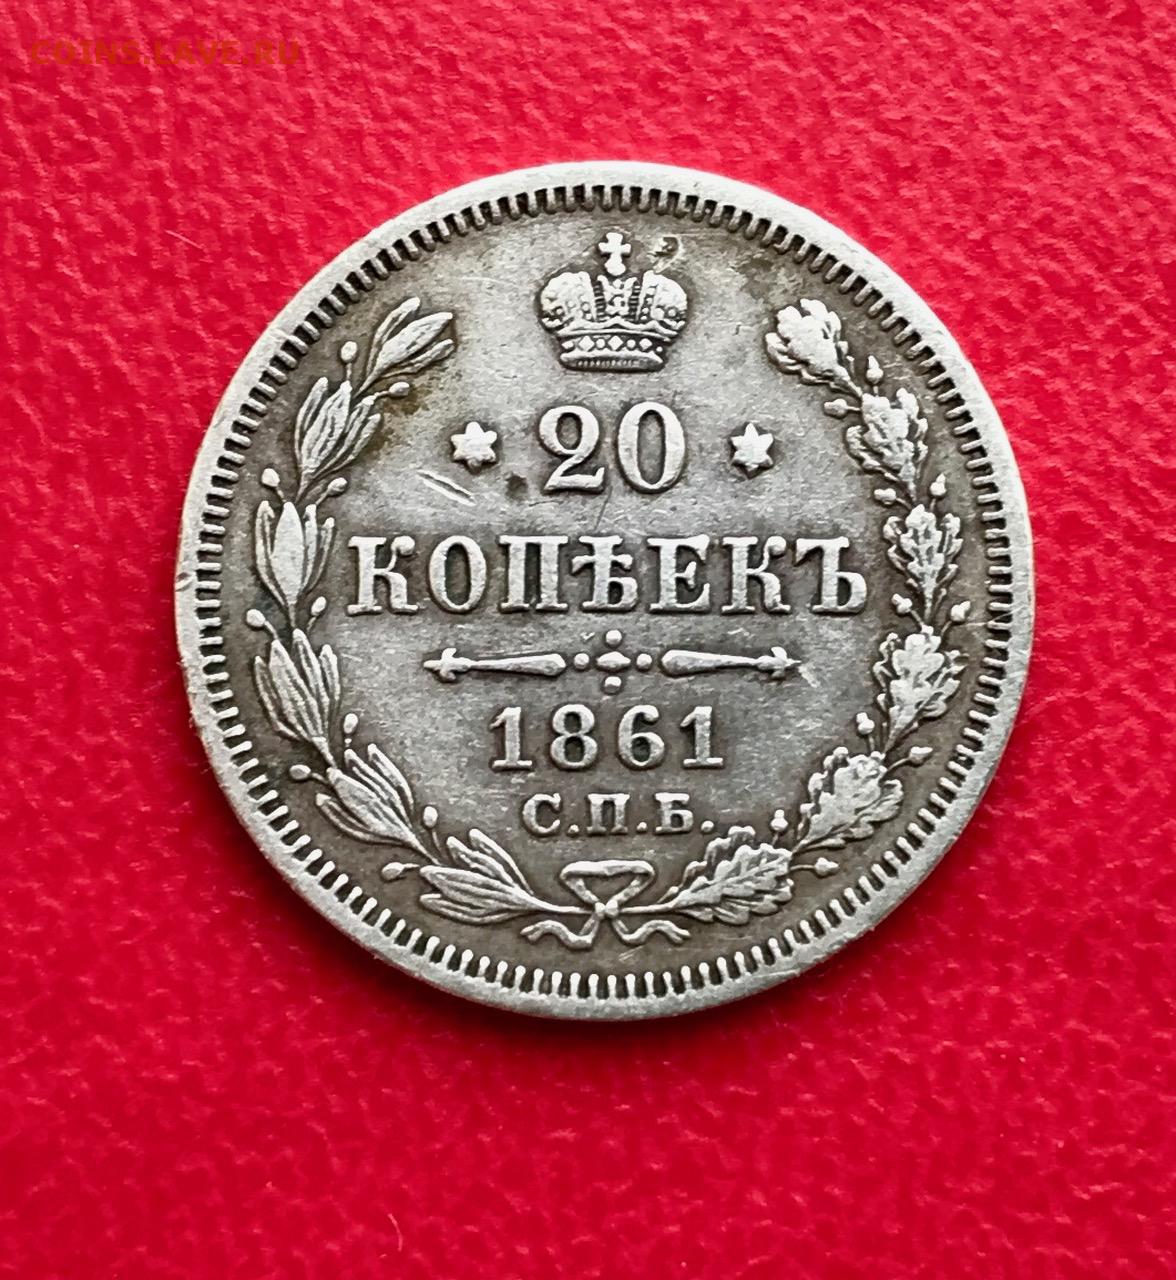 COINS.LAVE.RU
20
КОПѢЕКЪ
1861
С.П.Б.